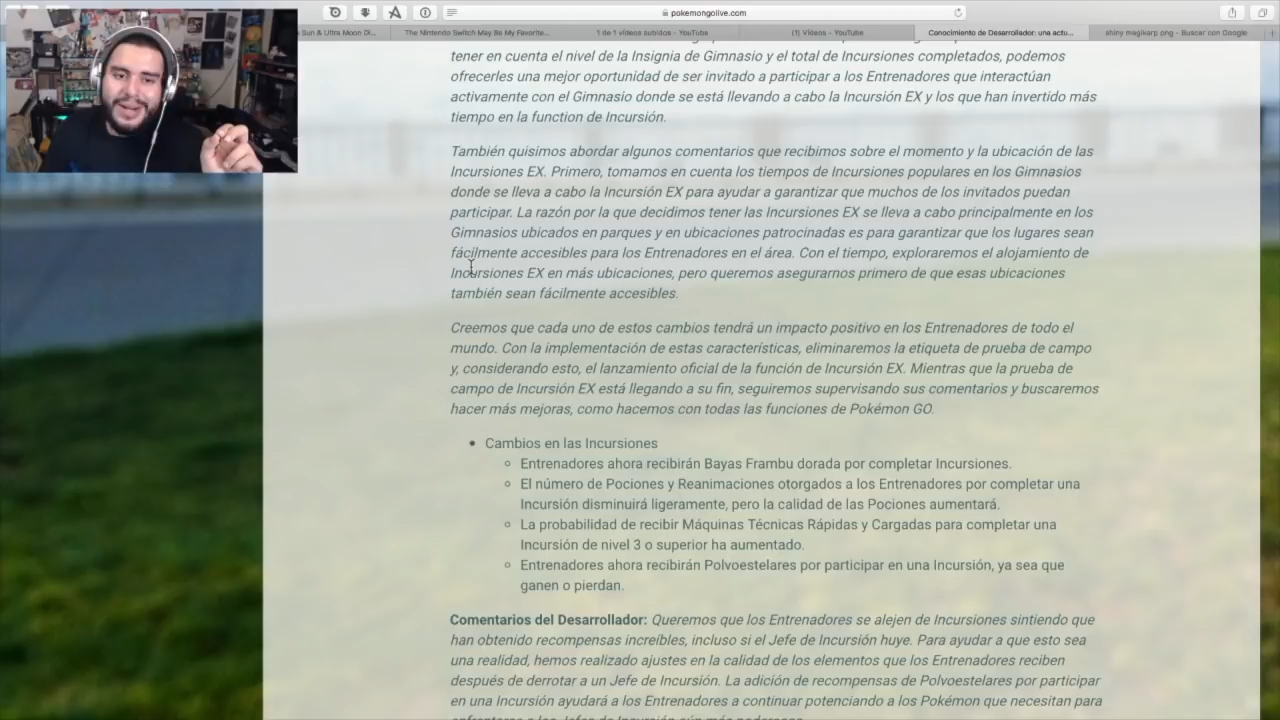 pokemongolive.com
Sun & Ultra Moon Di...
The Nintendo Switch May Be My Favorite...
1 de 1 vídeos subidos - YouTube
(1) Vídeos - YouTube
Conocimiento de Desarrollador: una actu...
shiny magikarp png - Buscar con Google
tener en cuenta el nivel de la Insignia de Gimnasio y el total de Incursiones completados, podemos
ofrecerles una mejor oportunidad de ser invitado a participar a los Entrenadores que interactúan
activamente con el Gimnasio donde se está llevando a cabo la Incursión EX y los que han invertido más
tiempo en la function de Incursión.
También quisimos abordar algunos comentarios que recibimos sobre el momento y la ubicación de las
Incursiones EX. Primero, tomamos en cuenta los tiempos de Incursiones populares en los Gimnasios
donde se lleva a cabo la Incursión EX para ayudar a garantizar que muchos de los invitados puedan
participar. La razón por la que decidimos tener las Incursiones EX se lleva a cabo principalmente en los
Gimnasios ubicados en parques y en ubicaciones patrocinadas es para garantizar que los lugares sean
fácilmente accesibles para los Entrenadores en el área. Con el tiempo, exploraremos el alojamiento de
Incursiones EX en más ubicaciones, pero queremos asegurarnos primero de que esas ubicaciones
también sean fácilmente accesibles.
Creemos que cada uno de estos cambios tendrá un impacto positivo en los Entrenadores de todo el
mundo. Con la implementación de estas características, eliminaremos la etiqueta de prueba de campo
y, considerando esto, el lanzamiento oficial de la función de Incursión EX. Mientras que la prueba de
campo de Incursión EX está llegando a su fin, seguiremos supervisando sus comentarios y buscaremos
hacer más mejoras, como hacemos con todas las funciones de Pokémon GO.
• Cambios en las Incursiones
◦ Entrenadores ahora recibirán Bayas Frambu dorada por completar Incursiones.
◦ El número de Pociones y Reanimaciones otorgados a los Entrenadores por completar una
Incursión disminuirá ligeramente, pero la calidad de las Pociones aumentará.
◦ La probabilidad de recibir Máquinas Técnicas Rápidas y Cargadas para completar una
Incursión de nivel 3 o superior ha aumentado.
◦ Entrenadores ahora recibirán Polvoestelares por participar en una Incursión, ya sea que
ganen o pierdan.
Comentarios del Desarrollador: Queremos que los Entrenadores se alejen de Incursiones sintiendo que
han obtenido recompensas increíbles, incluso si el Jefe de Incursión huye. Para ayudar a que esto sea
una realidad, hemos realizado ajustes en la calidad de los elementos que los Entrenadores reciben
después de derrotar a un Jefe de Incursión. La adición de recompensas de Polvoestelares por participar
en una Incursión ayudará a los Entrenadores a continuar potenciando a los Pokémon que necesitan para